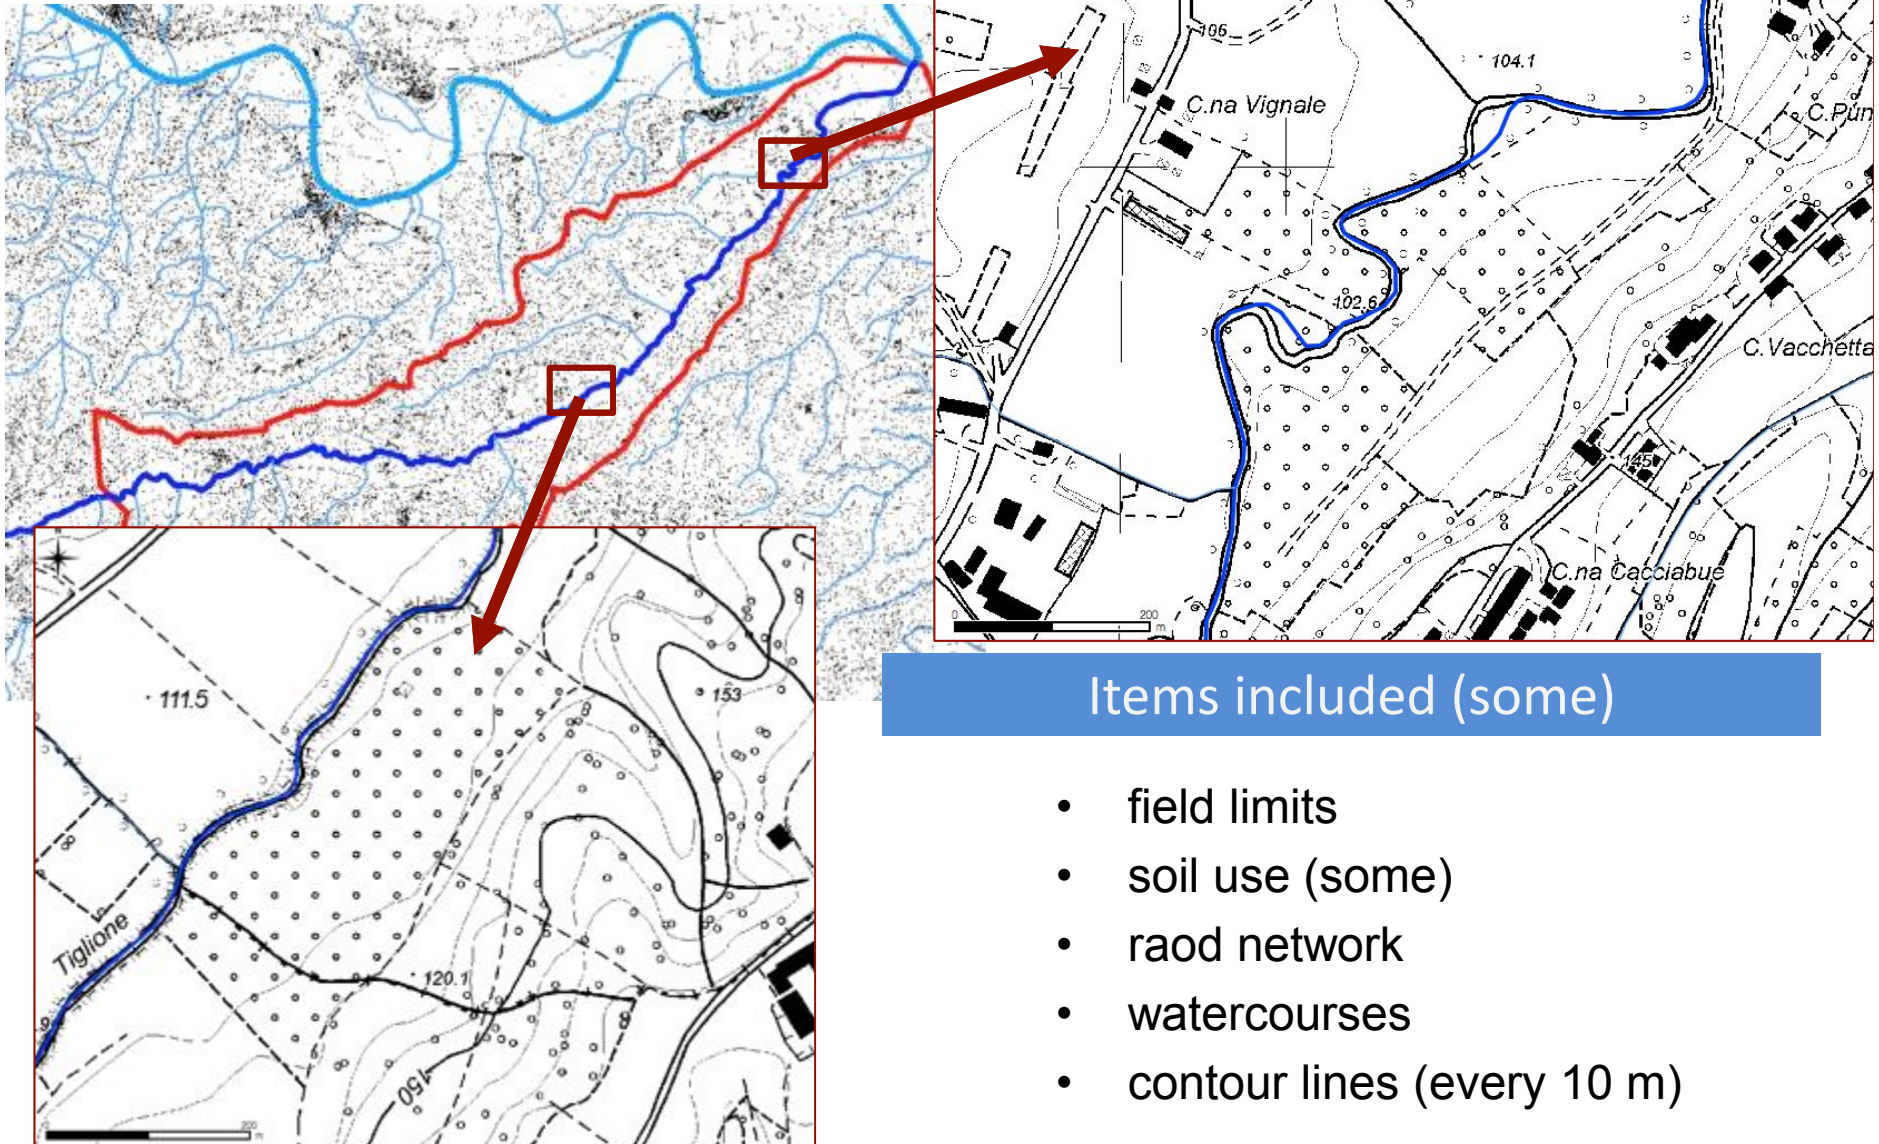 106
104.1
C.na Vignale
C.Pun
102.6
C.Vacchetta
145
C.na Cacciabue
0 200
m
Items included (some)
111.5
153
Tiglione
120.1
150
200
m
• field limits
• soil use (some)
• raod network
• watercourses
• contour lines (every 10 m)